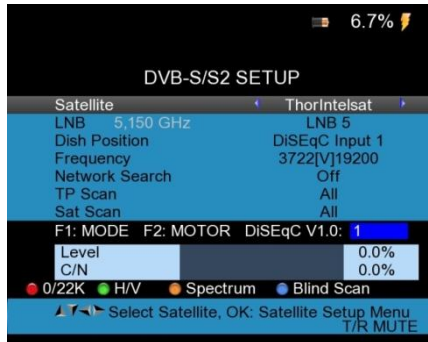 6.7%
DVB-S/S2 SETUP
Satellite ThorIntelsat
LNB 5,150 GHz LNB 5
Dish Position DiSEqC Input 1
Frequency 3722[V]19200
Network Search Off
TP Scan All
Sat Scan All
F1: MODE F2: MOTOR DiSEqC V1.0: 1
Level 0.0%
C/N 0.0%
0/22K H/V Spectrum Blind Scan
Select Satellite, OK: Satellite Setup Menu
T/R MUTE